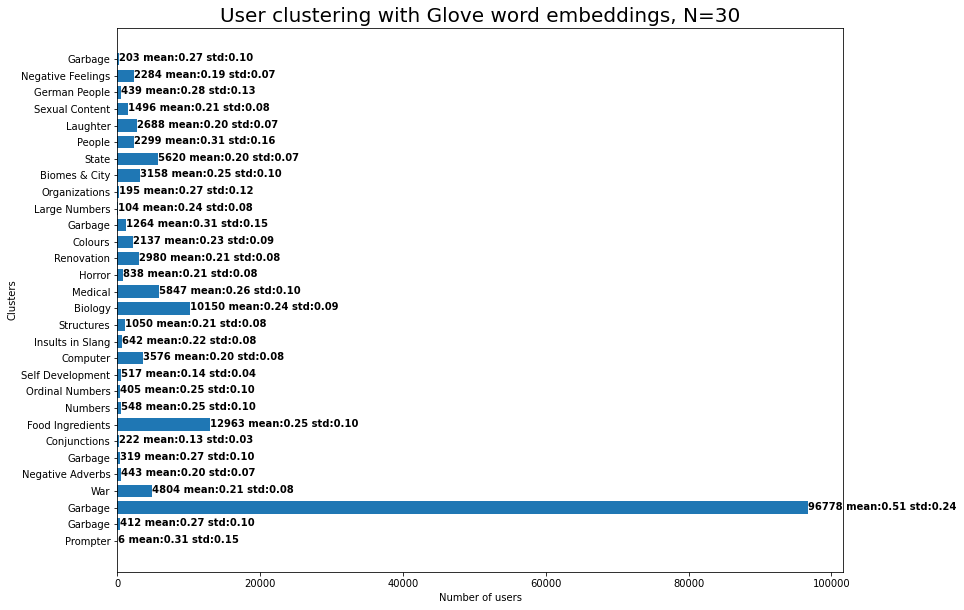 User clustering with Glove word embeddings, N=30
Garbage 203 mean:0.27 std:0.10
Negative Feelings 2284 mean:0.19 std:0.07
German People 439 mean:0.28 std:0.13
Sexual Content 1496 mean:0.21 std:0.08
Laughter 2688 mean:0.20 std:0.07
People 2299 mean:0.31 std:0.16
State 5620 mean:0.20 std:0.07
Biomes & City 3158 mean:0.25 std:0.10
Organizations 195 mean:0.27 std:0.12
Large Numbers 104 mean:0.24 std:0.08
Garbage 1264 mean:0.31 std:0.15
Colours 2137 mean:0.23 std:0.09
Renovation 2980 mean:0.21 std:0.08
Horror 838 mean:0.21 std:0.08
Medical 5847 mean:0.26 std:0.10
Biology 10150 mean:0.24 std:0.09
Structures 1050 mean:0.21 std:0.08
Insults in Slang 642 mean:0.22 std:0.08
Computer 3576 mean:0.20 std:0.08
Self Development 517 mean:0.14 std:0.04
Ordinal Numbers 405 mean:0.25 std:0.10
Numbers 548 mean:0.25 std:0.10
Food Ingredients 12963 mean:0.25 std:0.10
Conjunctions 222 mean:0.13 std:0.03
Garbage 319 mean:0.27 std:0.10
Negative Adverbs 443 mean:0.20 std:0.07
War 4804 mean:0.21 std:0.08
Garbage 96778 mean:0.51 std:0.24
Garbage 412 mean:0.27 std:0.10
Prompter 6 mean:0.31 std:0.15
Clusters
0 20000 40000 60000 80000 100000
Number of users